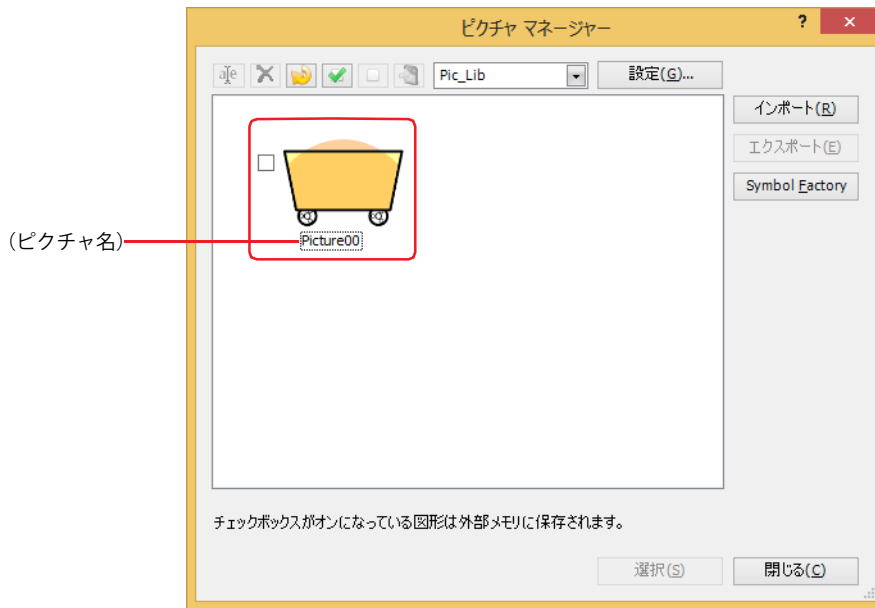 ピクチャ マネージャー
?
×
Pic_Lib
設定(G)...
インポート(R)
エクスポート(E)
Symbol Factory
(ピクチャ名)
Picture00
チェックボックスがオンになっている図形は外部メモリに保存されます。
選択(S)
閉じる(C)